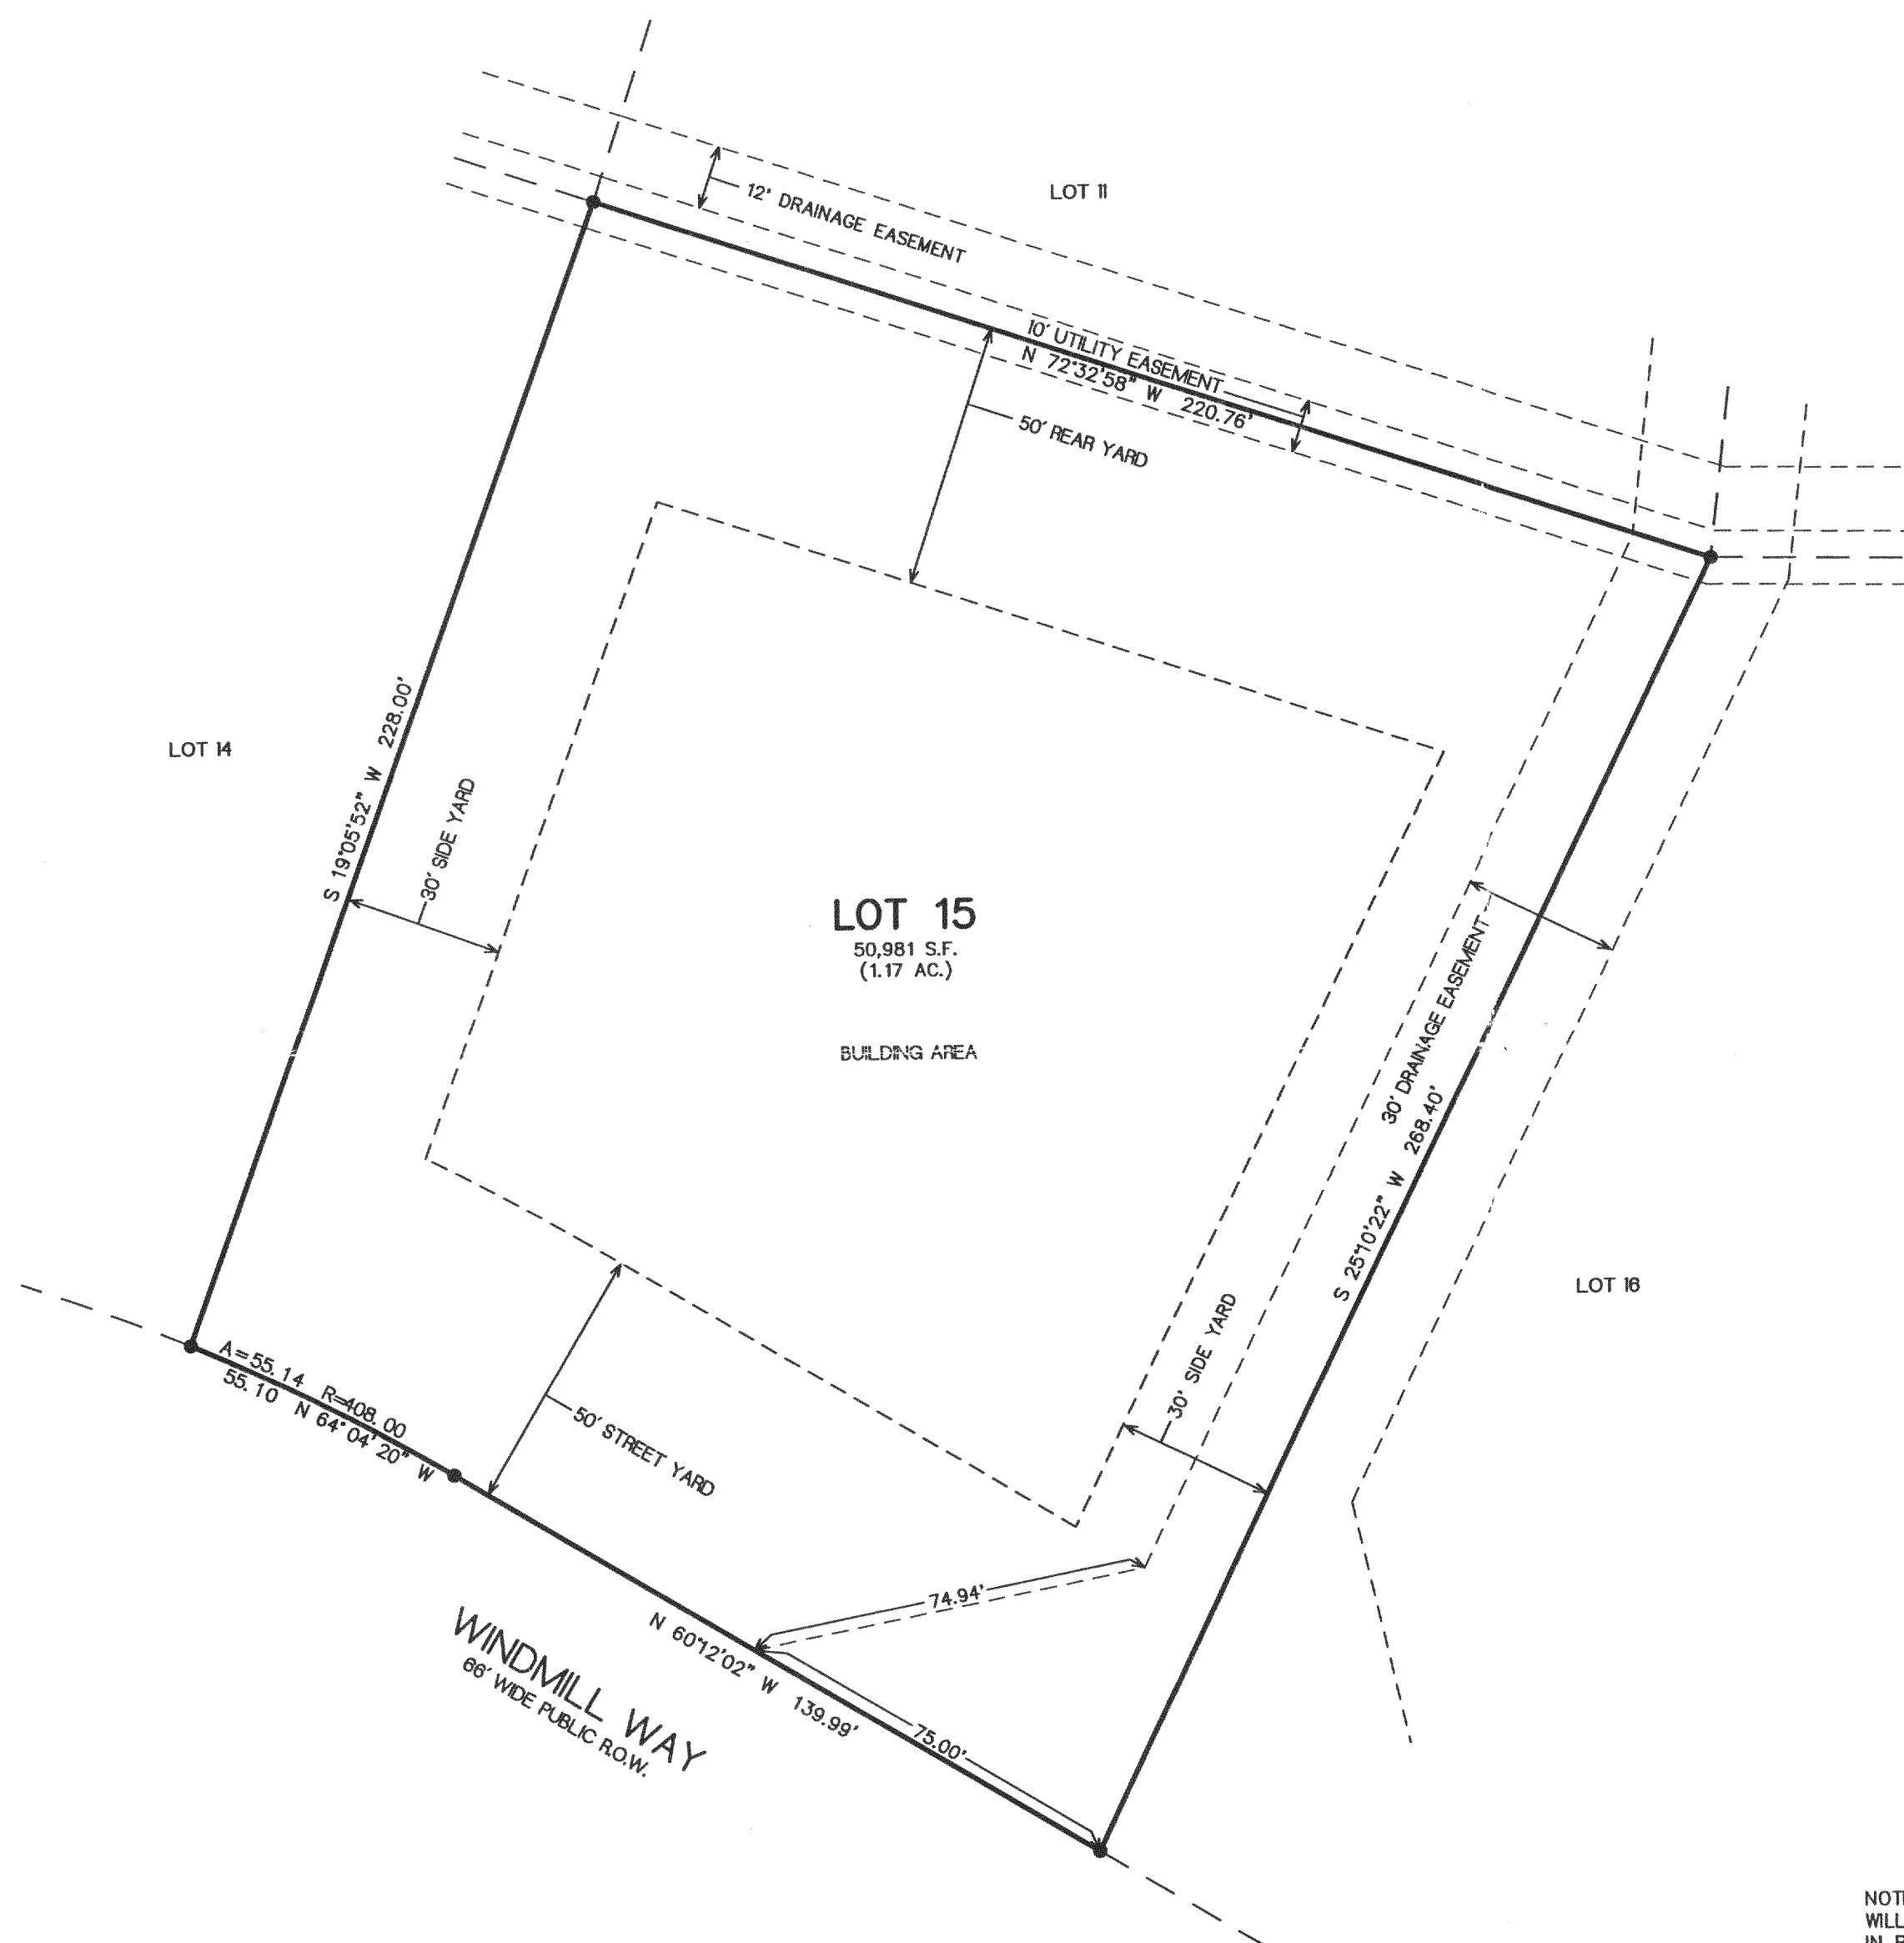 LOT 11
12' DRAINAGE EASEMENT
10' UTILITY EASEMENT
N 72°32'58" W 220.76'
50' REAR YARD
LOT 14
S 19°05'52" W 228.00'
30' SIDE YARD
LOT 15
50,981 S.F.
(1.17 AC.)
BUILDING AREA
30' DRAINAGE EASEMENT
S 25°10'22" W 268.40'
LOT 16
30' SIDE YARD
A=55.14 R=408.00
55.10 N 64°04'20" W
50' STREET YARD
74.94'
N 60°12'02" W 139.99'
75.00'
WINDMILL WAY
66' WIDE PUBLIC R.O.W.
WILL